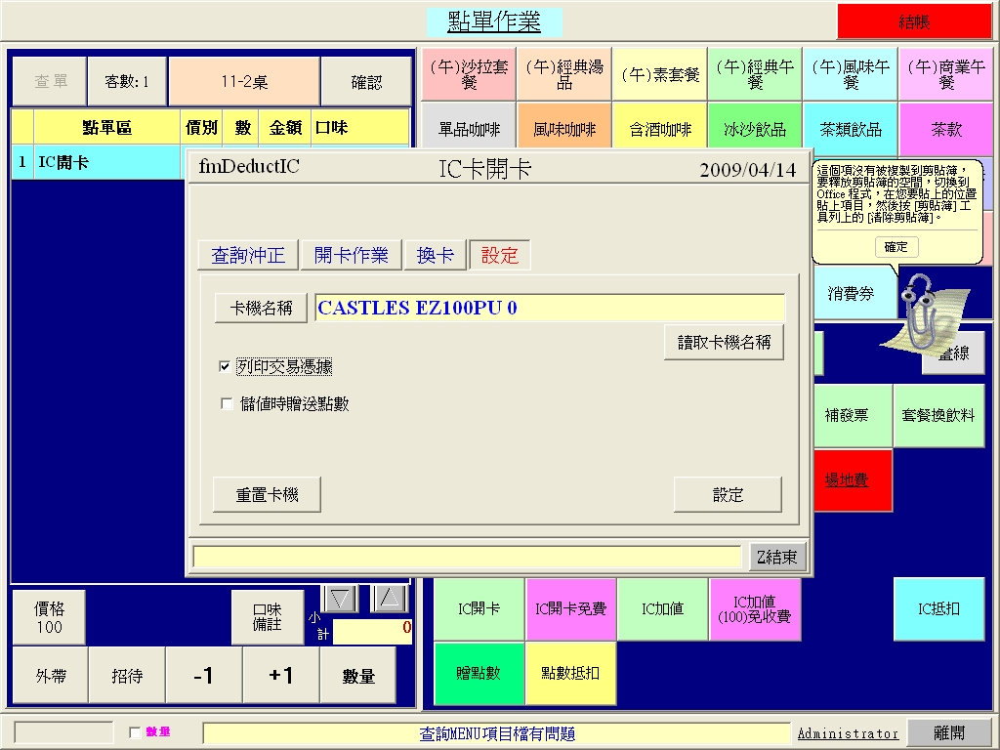 點單作業
結帳
查單
客數: 1
11-2桌
確認
(午)沙拉套
餐
(午)經典湯
品
(午)素套餐
(午)經典午
餐
(午)風味午
餐
(午)商業午
餐
點單區
價別
數
金額
口味
單品咖啡
風味咖啡
含酒咖啡
冰沙飲品
茶類飲品
茶款
1
IC開卡
fmDeductIC
IC卡開卡
2009/04/14
這個項沒有被複製到剪貼簿，
要釋放剪貼簿的空間，切換到
Office 程式，在您要貼上的位置
貼上項目，然後按 [剪貼簿] 工
具列上的 [清除剪貼簿]。
確定
查詢沖正
開卡作業
換卡
設定
卡機名稱
CASTLES EZ100PU 0
讀取卡機名稱
消費券
畫線
列印交易憑據
儲值時贈送點數
補發票
套餐換飲料
場地費
重置卡機
設定
Z結束
價格
100
口味
備註
小
計
0
IC開卡
IC開卡免費
IC加值
IC加值
(100)免收費
IC抵扣
外帶
招待
-1
+1
數量
贈點數
點數抵扣
數量
查詢MENU項目檔有問題
Administrator
離開